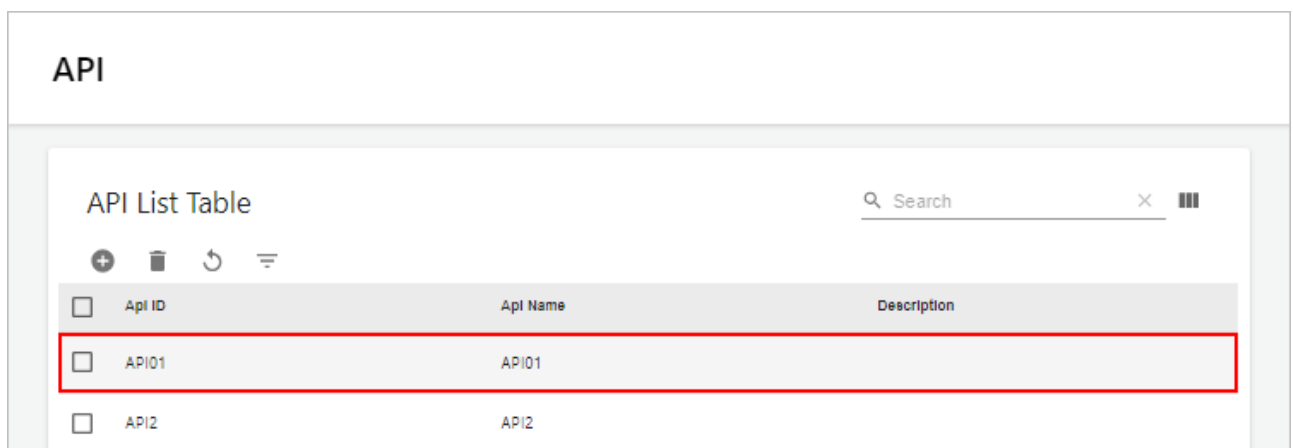 API
API List Table
Search
Api ID Api Name Description
API01 API01
API2 API2